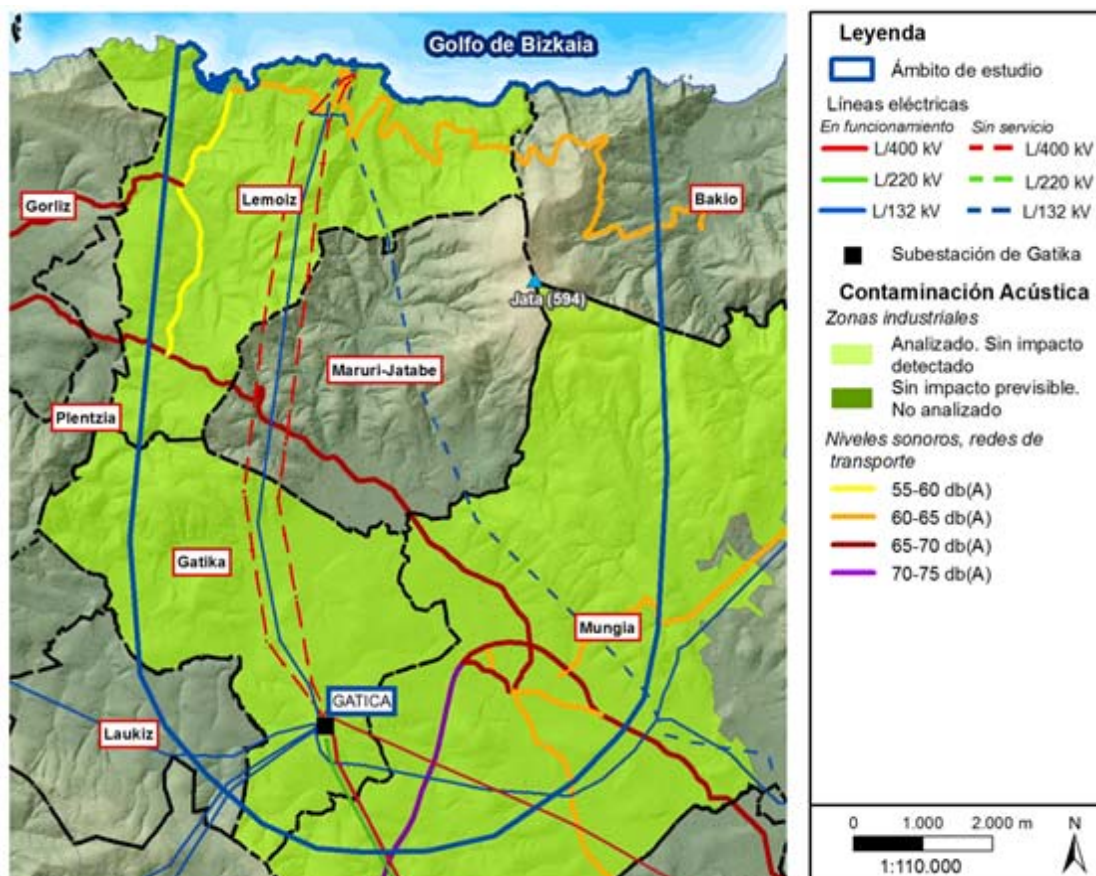 Golfo de Bizkaia
Gorliz
Lemoiz
Bakio
Jata (594)
Maruri-Jatabe
Plentzia
Gatika
Mungia
GATICA
Laukiz
Leyenda
Ámbito de estudio
Líneas eléctricas
En funcionamiento Sin servicio
L/400 kV L/400 kV
L/220 kV L/220 kV
L/132 kV L/132 kV
Subestación de Gatika
Contaminación Acústica
Zonas industriales
Analizado. Sin impacto
detectado
Sin impacto previsible.
No analizado
Niveles sonoros, redes de
transporte
55-60 db(A)
60-65 db(A)
65-70 db(A)
70-75 db(A)
0 1.000 2.000 m N
1:110.000